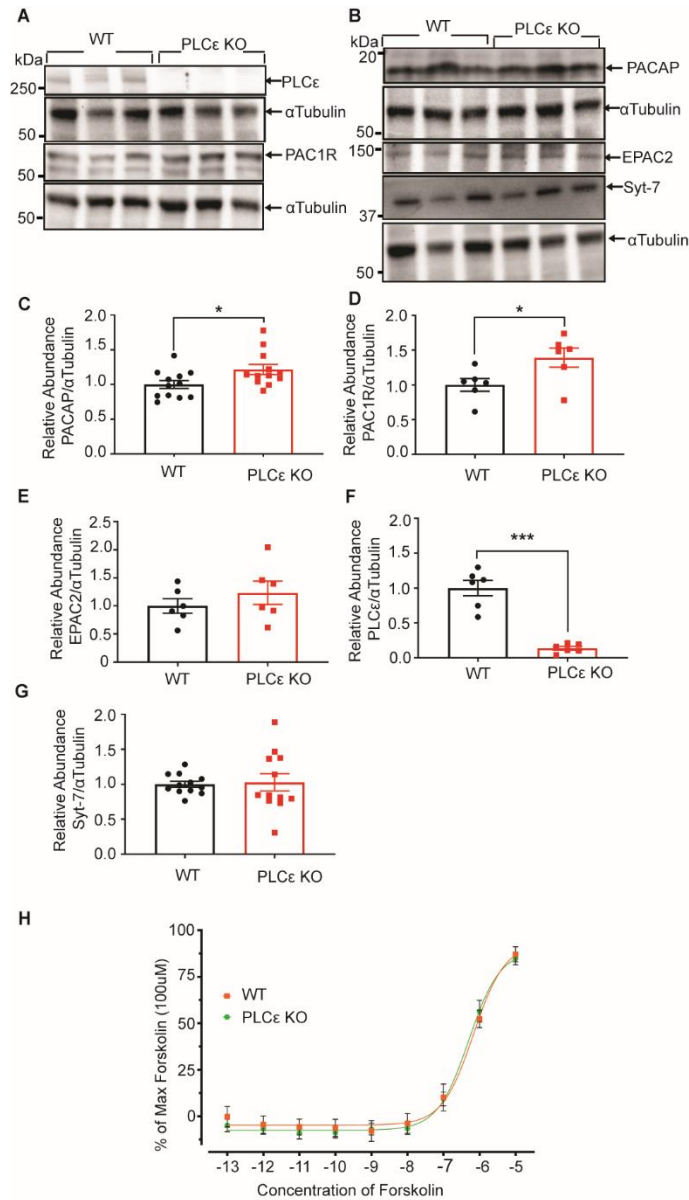 A
WT
PLCε KO
kDa
250
PLCε
αTubulin
50
PAC1R
50
αTubulin
50
B
WT
PLCε KO
kDa
20
PACAP
αTubulin
50
150
EPAC2
Syt-7
37
αTubulin
50
C
Relative Abundance
PACAP/αTubulin
2.0
1.5
1.0
0.5
0.0
*
WT
PLCε KO
D
Relative Abundance
PAC1R/αTubulin
2.0
1.5
1.0
0.5
0.0
*
WT
PLCε KO
E
Relative Abundance
EPAC2/αTubulin
2.5
2.0
1.5
1.0
0.5
0
WT
PLCε KO
F
Relative Abundance
PLCε/αTubulin
2.0
1.5
1.0
0.5
0.0
***
WT
PLCε KO
G
Relative Abundance
Syt-7/αTubulin
2.0
1.5
1.0
0.5
0.0
WT
PLCε KO
H
% of Max Forskolin (100uM)
100
75
50
25
0
WT
PLCε KO
-13 -12 -11 -10 -9 -8 -7 -6 -5
Concentration of Forskolin